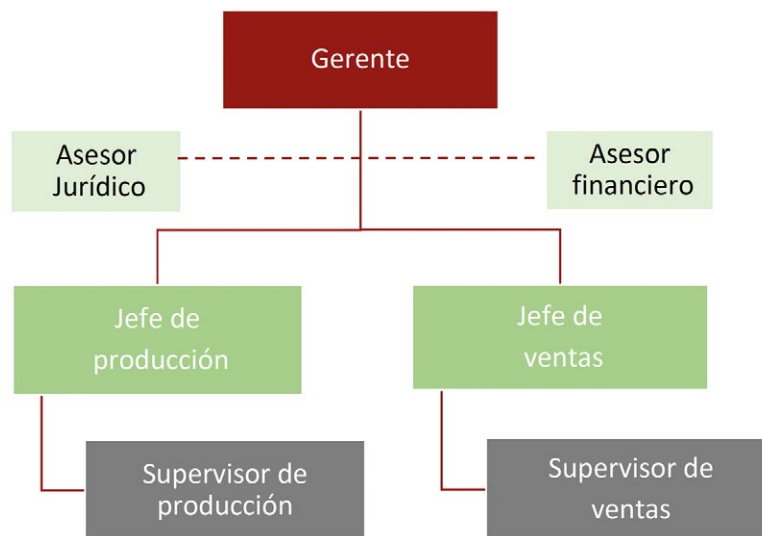 Gerente
Asesor
Jurídico
Asesor
financiero
Jefe de
producción
Jefe de
ventas
Supervisor de
producción
Supervisor de
ventas